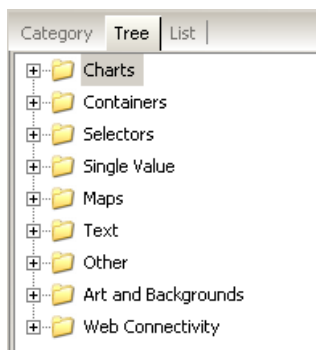 Category Tree List
Charts
Containers
Selectors
Single Value
Maps
Text
Other
Art and Backgrounds
Web Connectivity